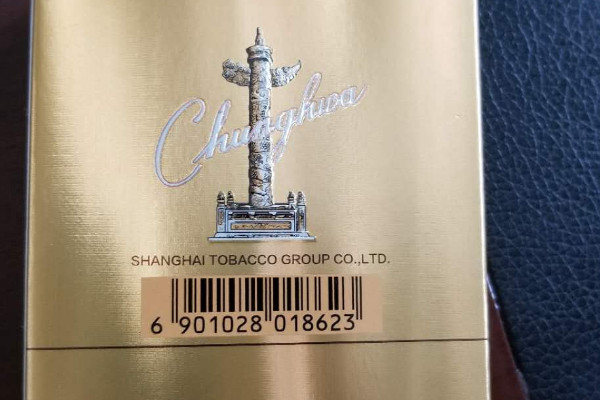 Chunghwa
SHANGHAI TOBACCO GROUP CO.,LTD.
6 901028 018623